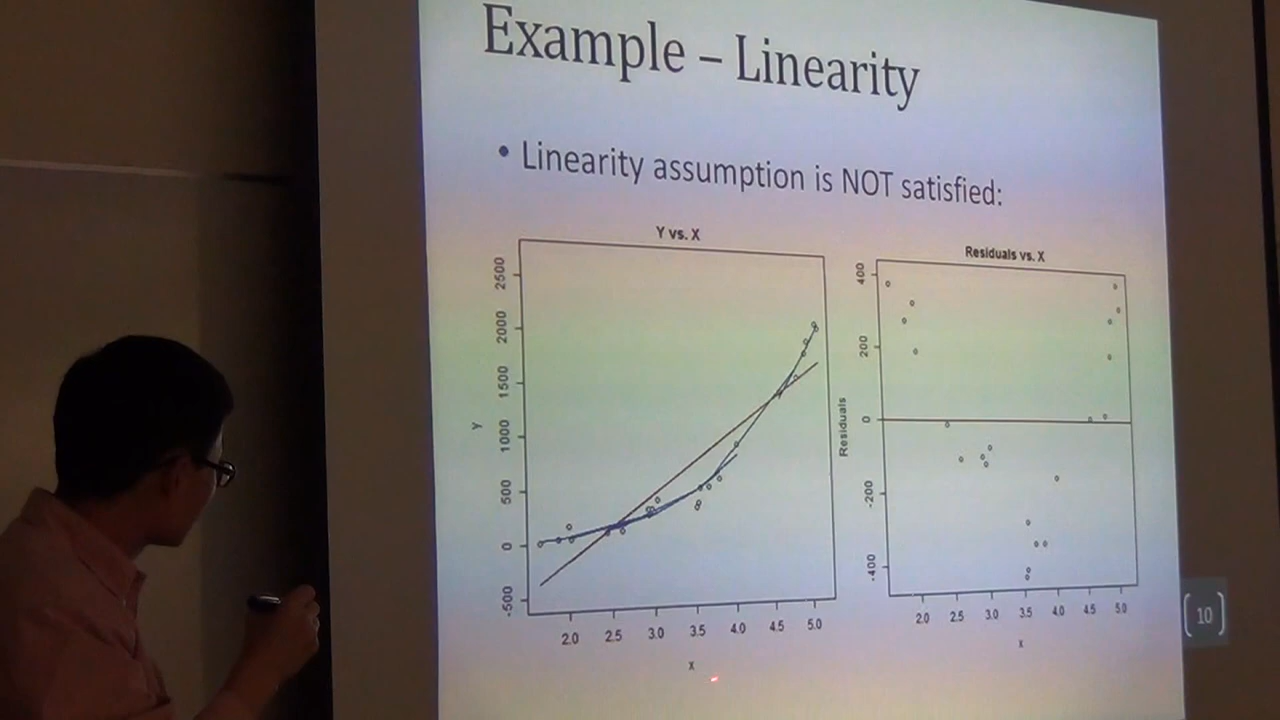 Example – Linearity
• Linearity assumption is NOT satisfied:
Y vs. X
2500
2000
1500
1000
500
0
-500
Y
2.0 2.5 3.0 3.5 4.0 4.5 5.0
X
Residuals vs. X
400
200
0
-200
-400
Residuals
2.0 2.5 3.0 3.5 4.0 4.5 5.0
X
[10]